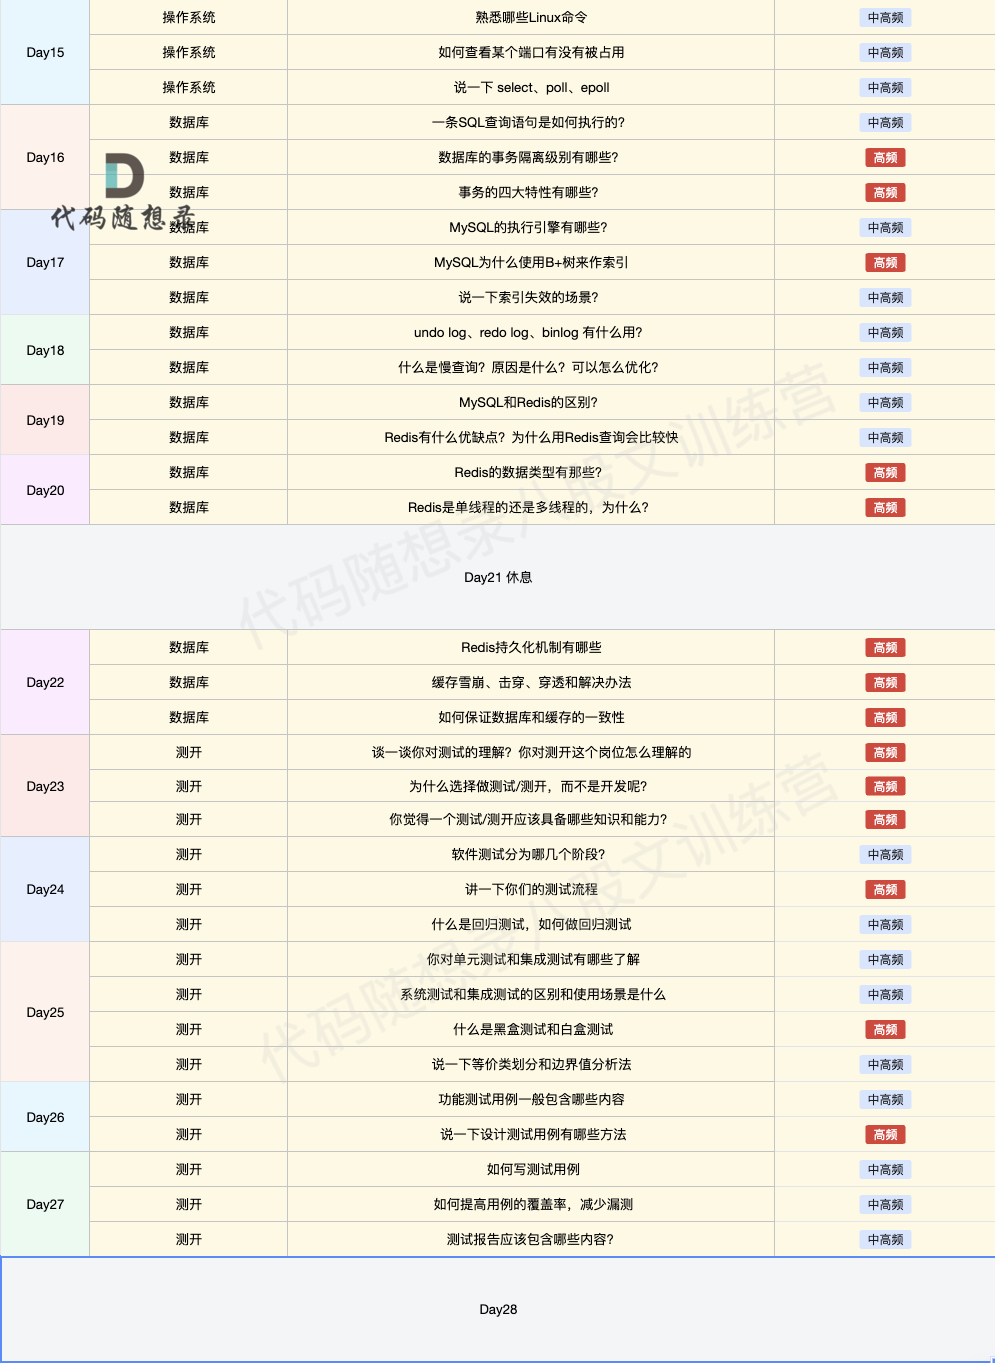 Day15
操作系统 熟悉哪些Linux命令 中高频
操作系统 如何查看某个端口有没有被占用 中高频
操作系统 说一下 select、poll、epoll 中高频
Day16
数据库 一条SQL查询语句是如何执行的? 中高频
数据库 数据库的事务隔离级别有哪些? 高频
数据库 事务的四大特性有哪些? 高频
代码随想录
Day17
数据库 MySQL的执行引擎有哪些? 中高频
数据库 MySQL为什么使用B+树来作索引 高频
数据库 说一下索引失效的场景? 中高频
Day18
数据库 undo log、redo log、binlog 有什么用? 中高频
数据库 什么是慢查询? 原因是什么? 可以怎么优化? 中高频
Day19
数据库 MySQL和Redis的区别? 中高频
数据库 Redis有什么优缺点? 为什么用Redis查询会比较快 中高频
Day20
数据库 Redis的数据类型有那些? 高频
数据库 Redis是单线程的还是多线程的, 为什么? 高频
代码随想录八股文训练营
Day21 休息
Day22
数据库 Redis持久化机制有哪些 高频
数据库 缓存雪崩、击穿、穿透和解决办法 高频
数据库 如何保证数据库和缓存的一致性 高频
Day23
测开 谈一谈你对测试的理解? 你对测开这个岗位怎么理解的 高频
测开 为什么选择做测试/测开, 而不是开发呢? 高频
测开 你觉得一个测试/测开应该具备哪些知识和能力? 高频
Day24
测开 软件测试分为哪几个阶段? 中高频
测开 讲一下你们的测试流程 高频
测开 什么是回归测试, 如何做回归测试 中高频
代码随想录八股文训练营
Day25
测开 你对单元测试和集成测试有哪些了解 中高频
测开 系统测试和集成测试的区别和使用场景是什么 中高频
测开 什么是黑盒测试和白盒测试 高频
测开 说一下等价类划分和边界值分析法 中高频
Day26
测开 功能测试用例一般包含哪些内容 中高频
测开 说一下设计测试用例有哪些方法 高频
Day27
测开 如何写测试用例 中高频
测开 如何提高用例的覆盖率, 减少漏测 中高频
测开 测试报告应该包含哪些内容? 中高频
Day28